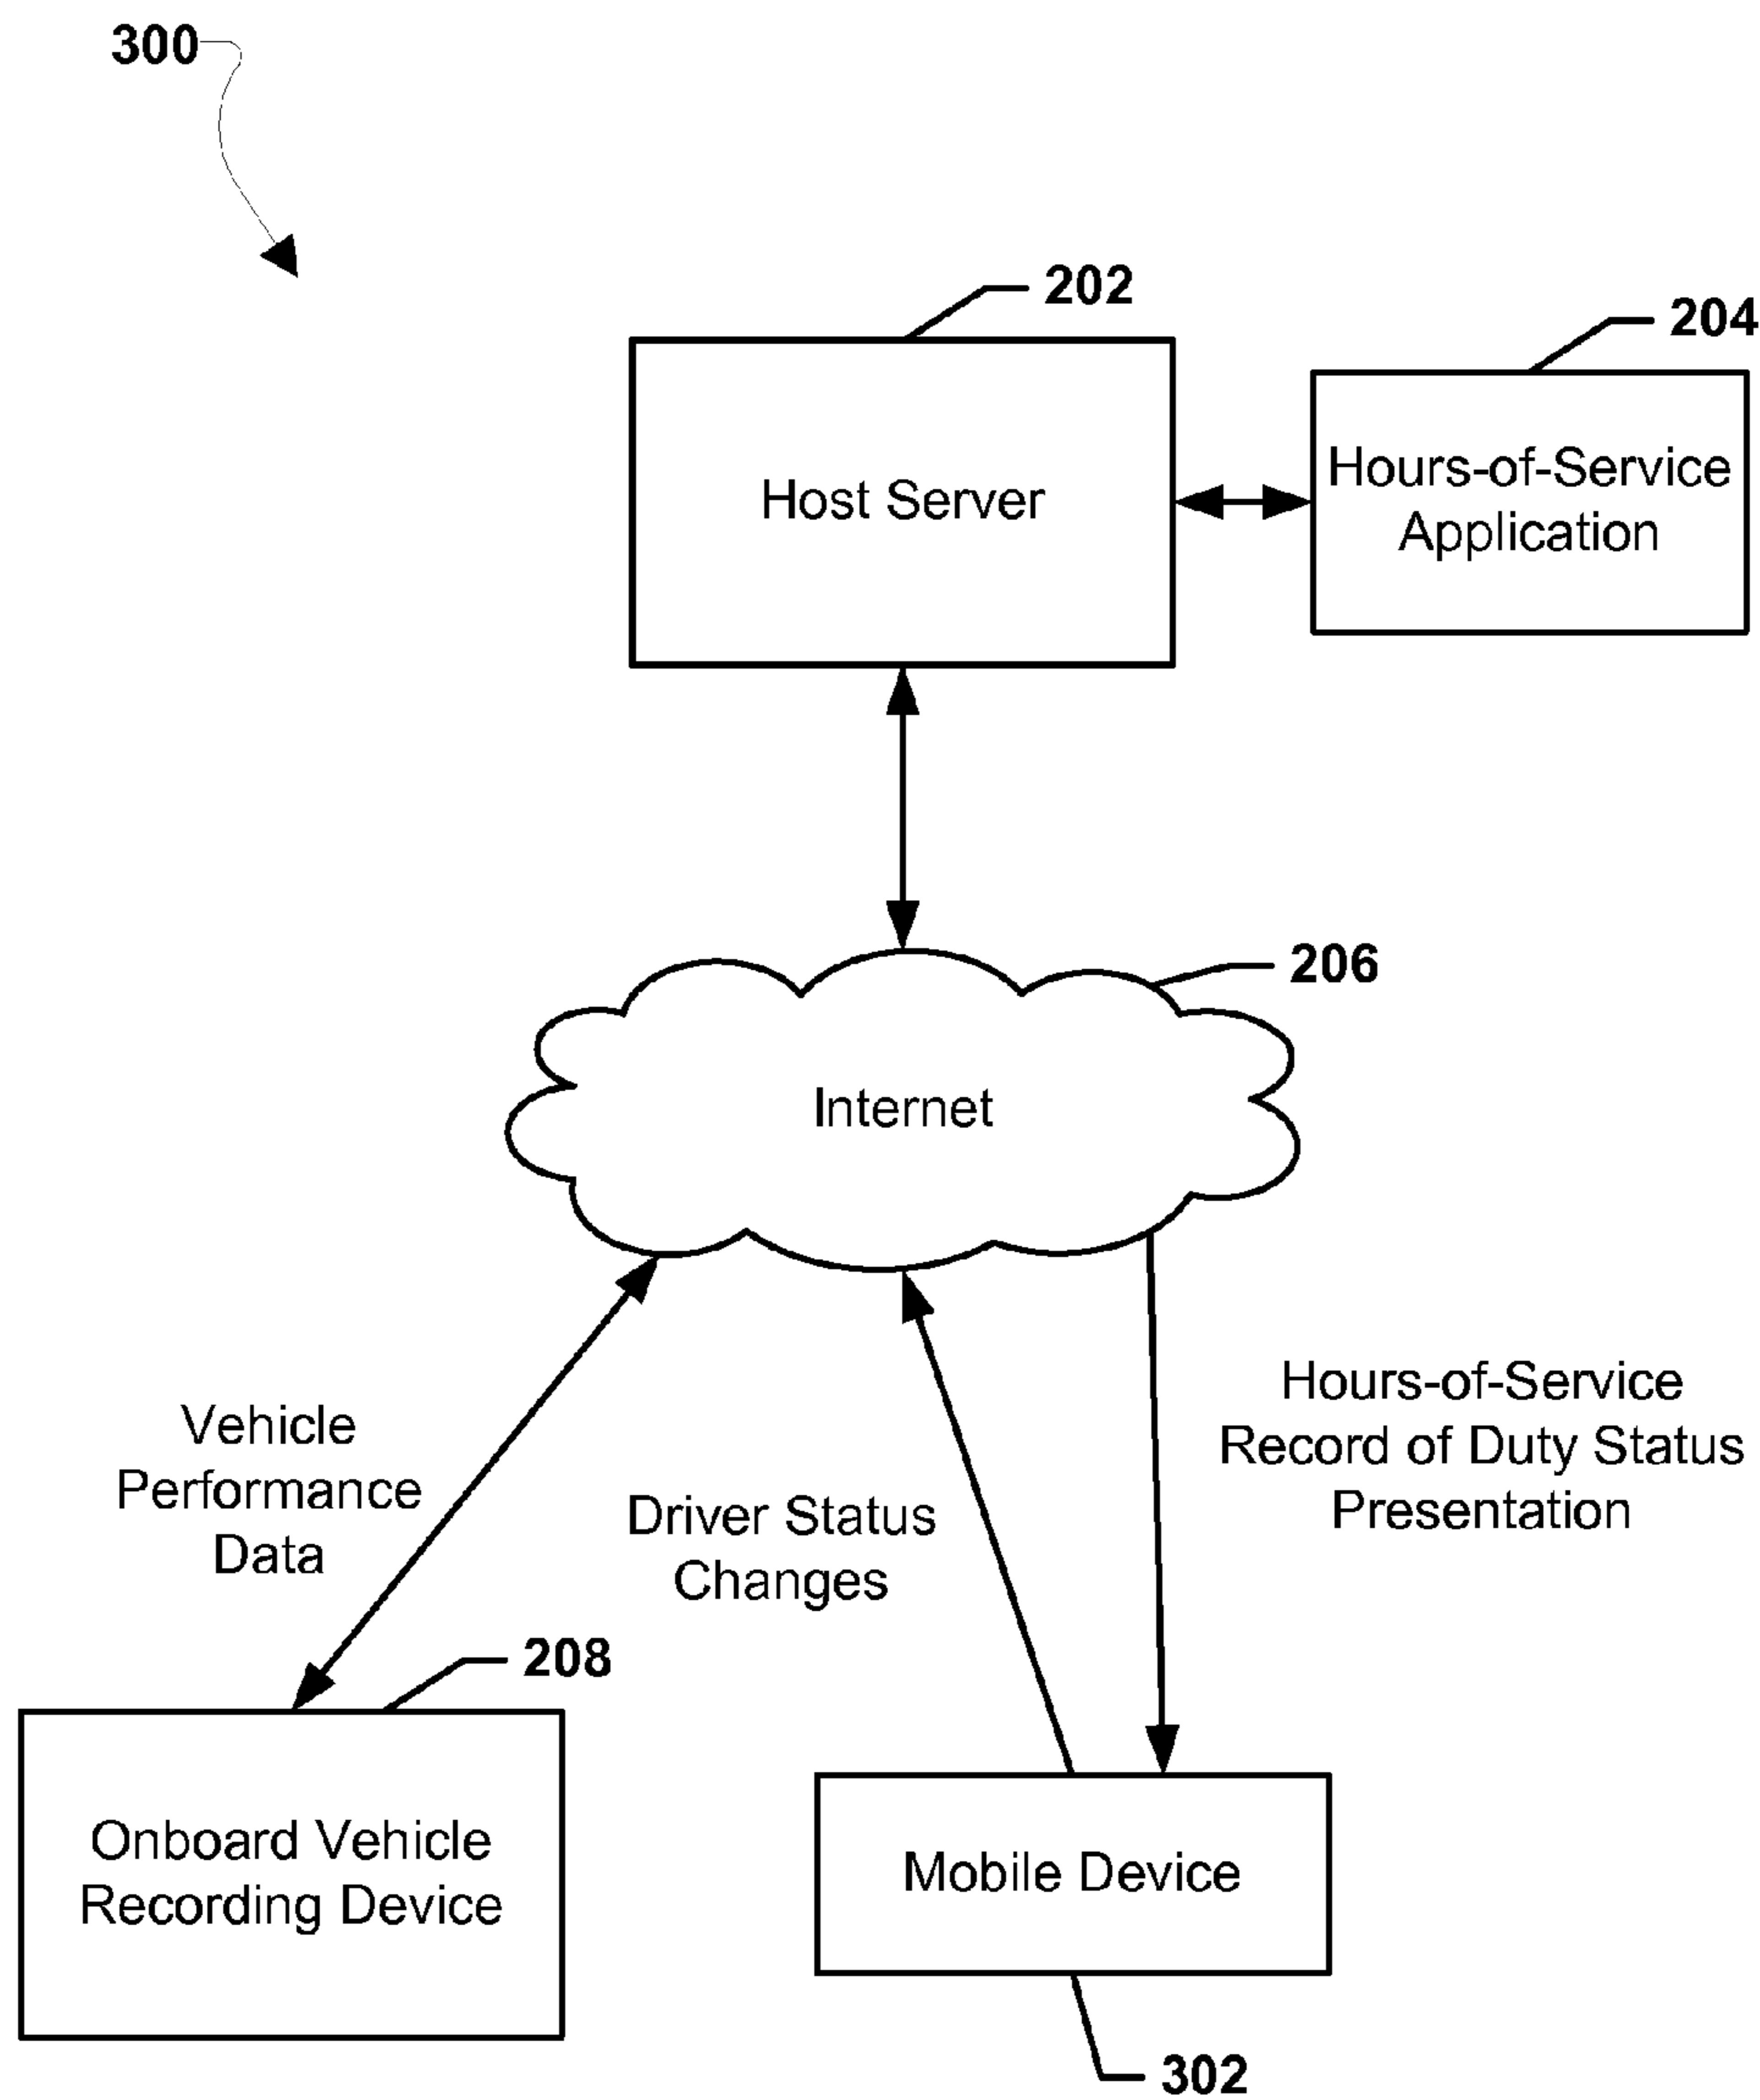 300
202
204
Host Server
Hours-of-Service
Application
206
Internet
Hours-of-Service
Record of Duty Status
Presentation
Vehicle
Performance
Data
Driver Status
Changes
208
Onboard Vehicle
Recording Device
Mobile Device
302